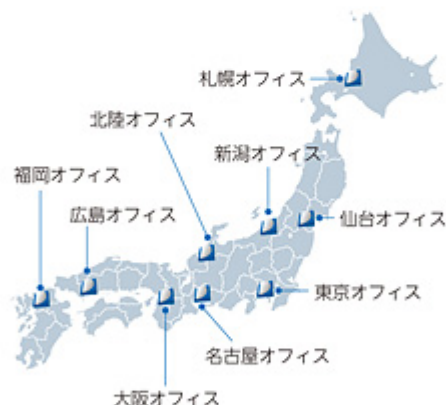 札幌オフィス
北陸オフィス
新潟オフィス
福岡オフィス
広島オフィス
仙台オフィス
東京オフィス
名古屋オフィス
大阪オフィス